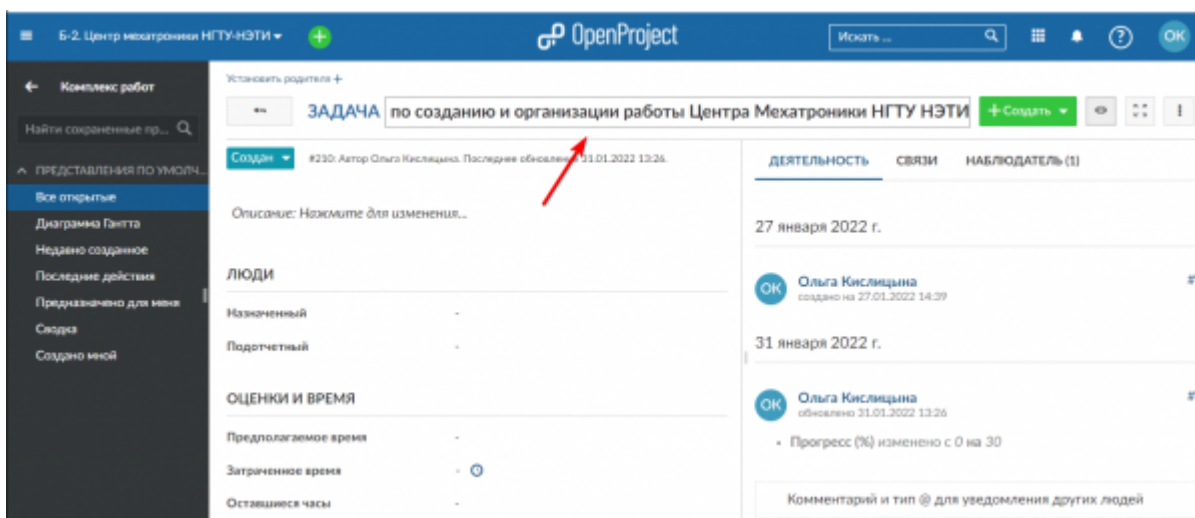 Б-2. Центр мехатроники НГТУ-НЭТИ
OpenProject
Искать ...
ОК
Комплекс работ
Найти сохраненные пр...
ПРЕДСТАВЛЕНИЯ ПО УМОЛЧ...
Все открытые
Диаграмма Гантта
Недавно созданное
Последние действия
Предназначено для меня
Сводка
Создано мной
Установить родителя +
ЗАДАЧА по созданию и организации работы Центра Мехатроники НГТУ НЭТИ
+ Создать
Создан
#230: Автор Ольга Кислицына. Последнее обновление 31.01.2022 13:26.
Описание: Нажмите для изменения...
ЛЮДИ
Назначенный -
Подотчетный -
ОЦЕНКИ И ВРЕМЯ
Предполагаемое время -
Затраченное время -
Оставшиеся часы -
ДЕЯТЕЛЬНОСТЬ СВЯЗИ НАБЛЮДАТЕЛЬ (1)
27 января 2022 г.
ОК Ольга Кислицына #
создано на 27.01.2022 14:39
31 января 2022 г.
ОК Ольга Кислицына #
обновлено 31.01.2022 13:26
Прогресс (%) изменено с 0 на 30
Комментарий и тип @ для уведомления других людей